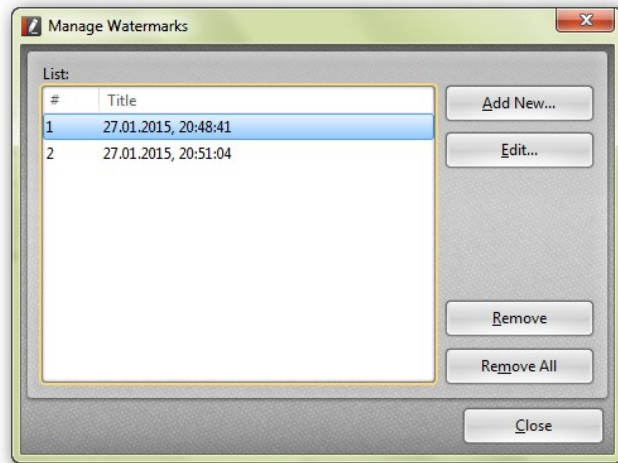 Manage Watermarks
List:
# Title
1 27.01.2015, 20:48:41
2 27.01.2015, 20:51:04
Add New...
Edit...
Remove
Remove All
Close